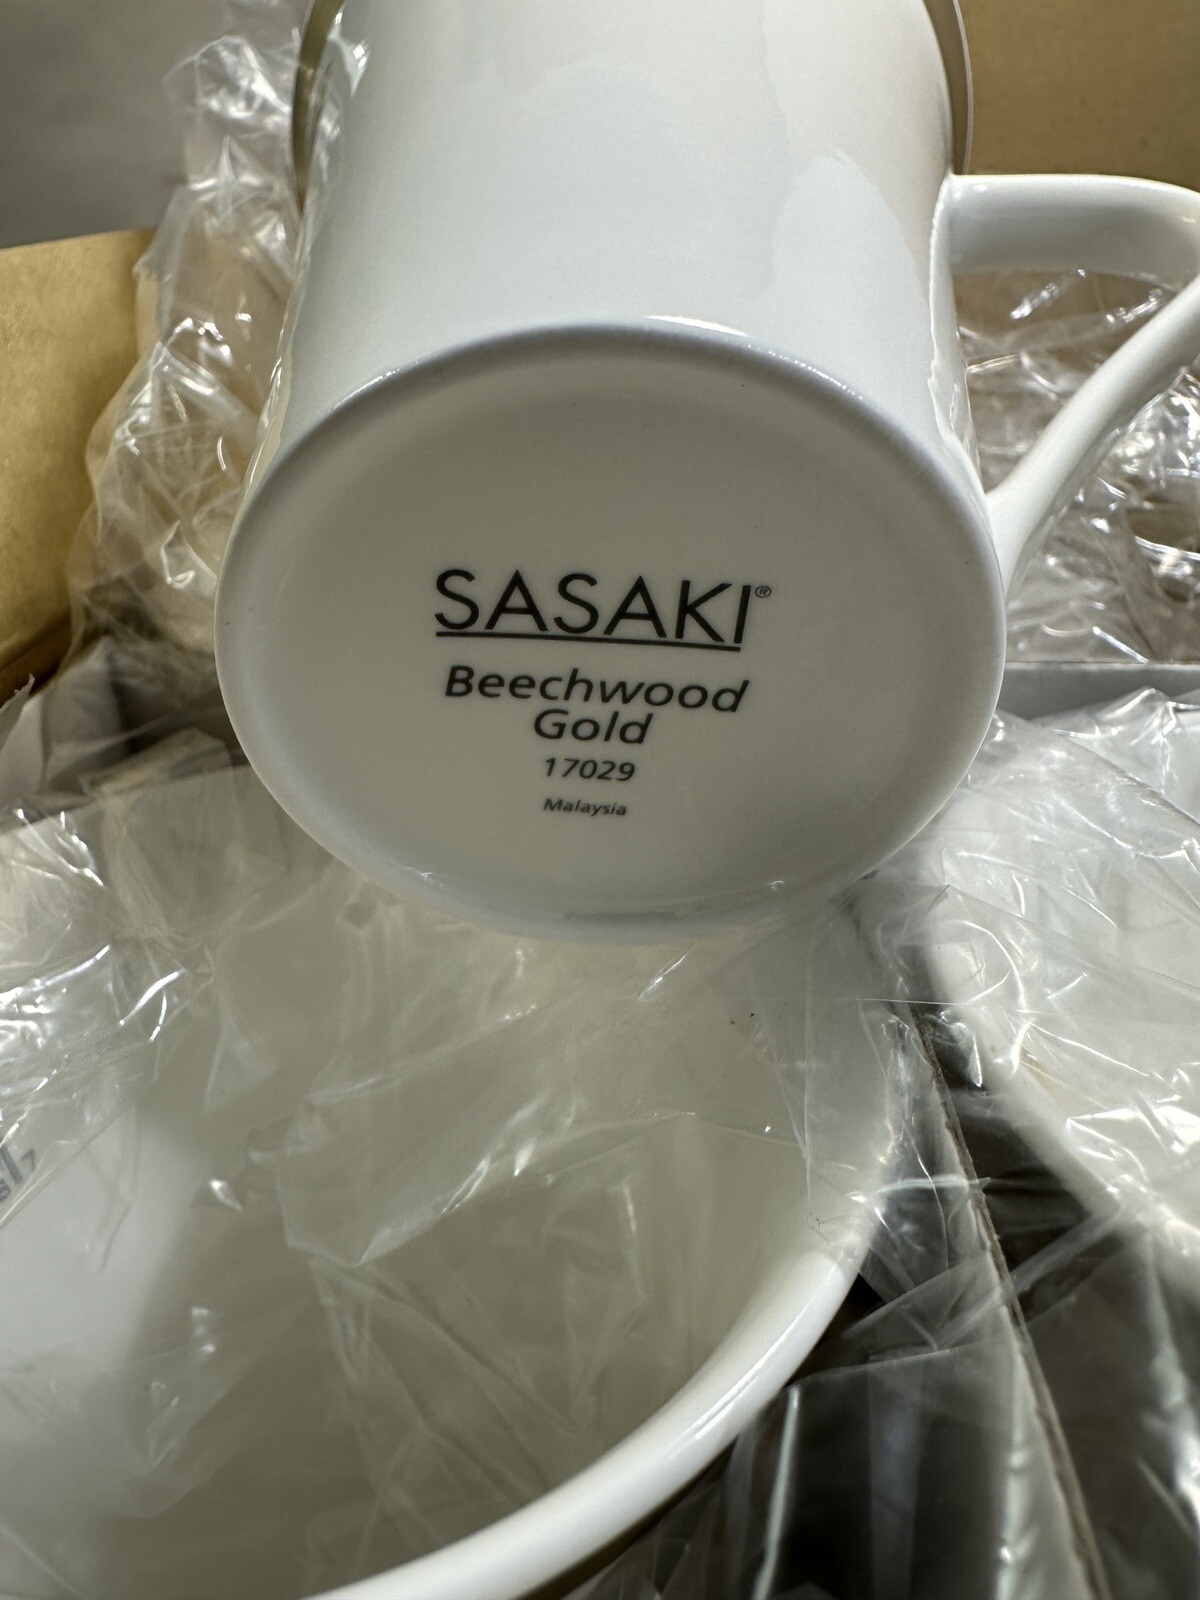 SASAKI®
Beechwood
Gold
17029
Malaysia